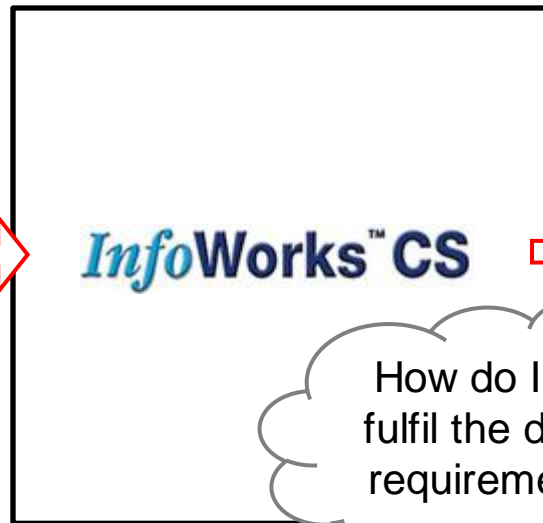 InfoWorks™ CS
How do I
fulfil the d
requireme